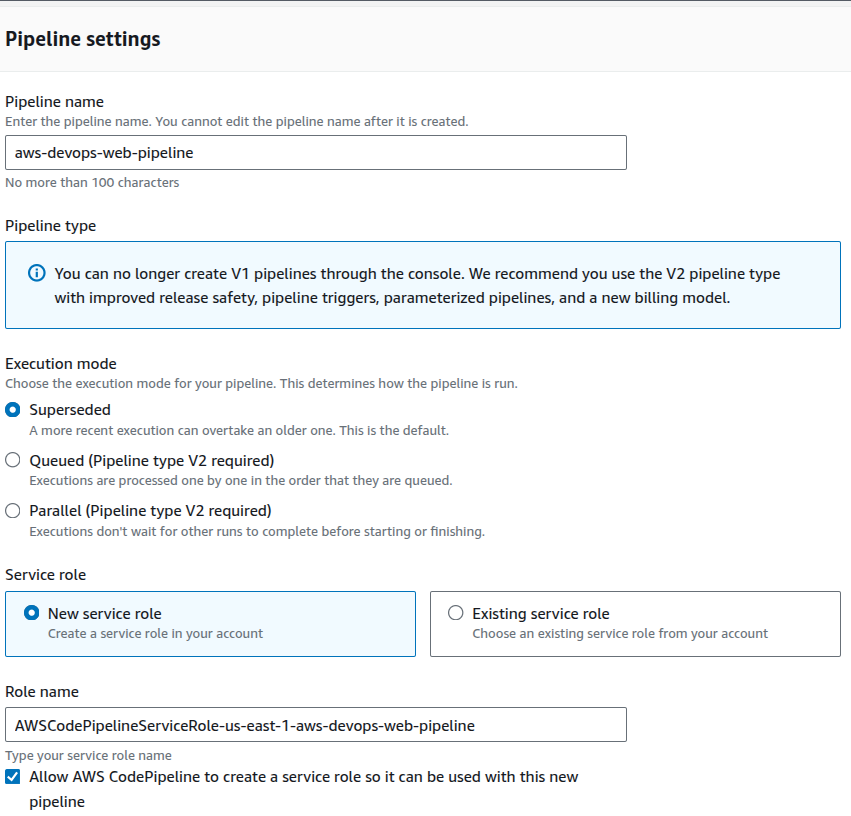 Pipeline settings
Pipeline name
Enter the pipeline name. You cannot edit the pipeline name after it is created.
aws-devops-web-pipeline
No more than 100 characters
Pipeline type
You can no longer create V1 pipelines through the console. We recommend you use the V2 pipeline type
with improved release safety, pipeline triggers, parameterized pipelines, and a new billing model.
Execution mode
Choose the execution mode for your pipeline. This determines how the pipeline is run.
Superseded
A more recent execution can overtake an older one. This is the default.
Queued (Pipeline type V2 required)
Executions are processed one by one in the order that they are queued.
Parallel (Pipeline type V2 required)
Executions don't wait for other runs to complete before starting or finishing.
Service role
New service role
Create a service role in your account
Existing service role
Choose an existing service role from your account
Role name
AWSCodePipelineServiceRole-us-east-1-aws-devops-web-pipeline
Type your service role name
Allow AWS CodePipeline to create a service role so it can be used with this new
pipeline